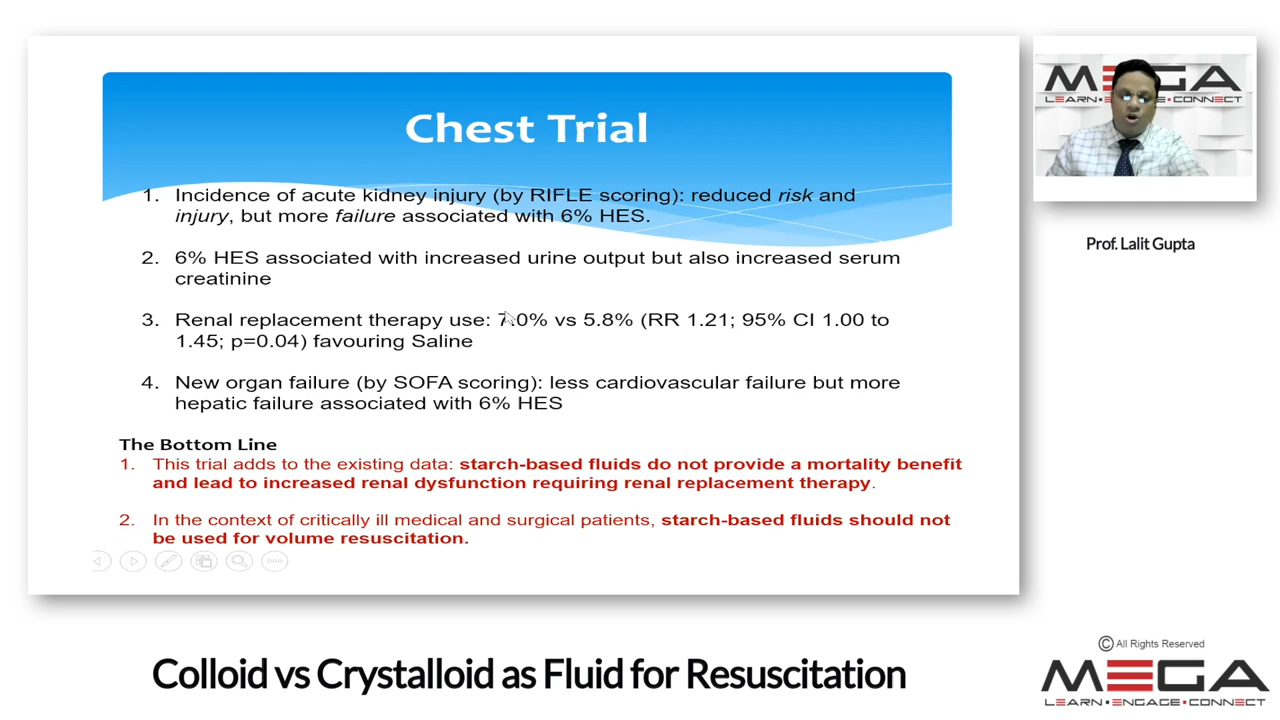 Chest Trial
1. Incidence of acute kidney injury (by RIFLE scoring): reduced risk and
injury, but more failure associated with 6% HES.
2. 6% HES associated with increased urine output but also increased serum
creatinine
3. Renal replacement therapy use: 7.0% vs 5.8% (RR 1.21; 95% CI 1.00 to
1.45; p=0.04) favouring Saline
4. New organ failure (by SOFA scoring): less cardiovascular failure but more
hepatic failure associated with 6% HES
The Bottom Line
1. This trial adds to the existing data: starch-based fluids do not provide a mortality benefit
and lead to increased renal dysfunction requiring renal replacement therapy.
2. In the context of critically ill medical and surgical patients, starch-based fluids should not
be used for volume resuscitation.
MEGA
LEARN▪ENGAGE▪CONNECT
Prof. Lalit Gupta
Colloid vs Crystalloid as Fluid for Resuscitation
© All Rights Reserved
MEGA
LEARN▪ENGAGE▪CONNECT